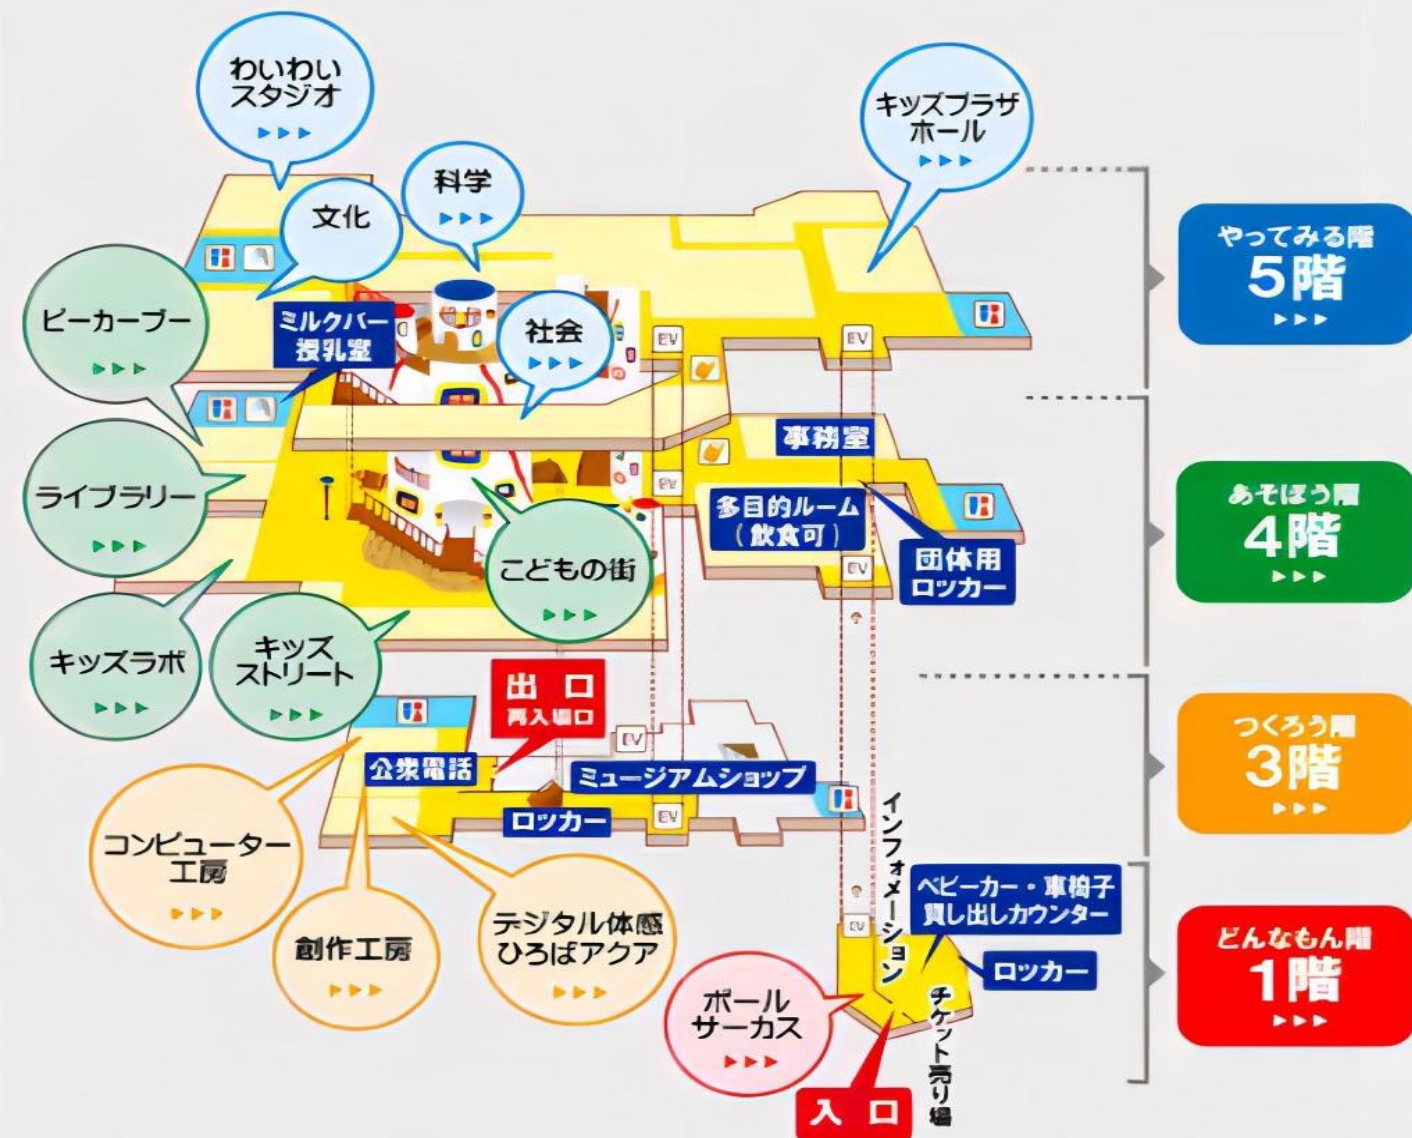 わいわい
スタジオ
キッズプラザ
ホール
科学
文化
やってみる階
5階
ピーカーブー
ミルクバー
授乳室
社会
EV
EV
事務室
ライブラリー
EV
多目的ルーム
(飲食可)
あそぼう階
4階
団体用
ロッカー
EV
こどもの街
キッズラボ
キッズ
ストリート
出口
再入場口
つくろう階
3階
EV
公衆電話
ミュージアムショップ
ロッカー
EV
コンピューター
工房
創作工房
デジタル体感
ひろばアクア
インフォメーション
ベビーカー・車椅子
貸し出しカウンター
EV
ロッカー
どんなもん階
1階
ボール
サーカス
チケット売り場
入口